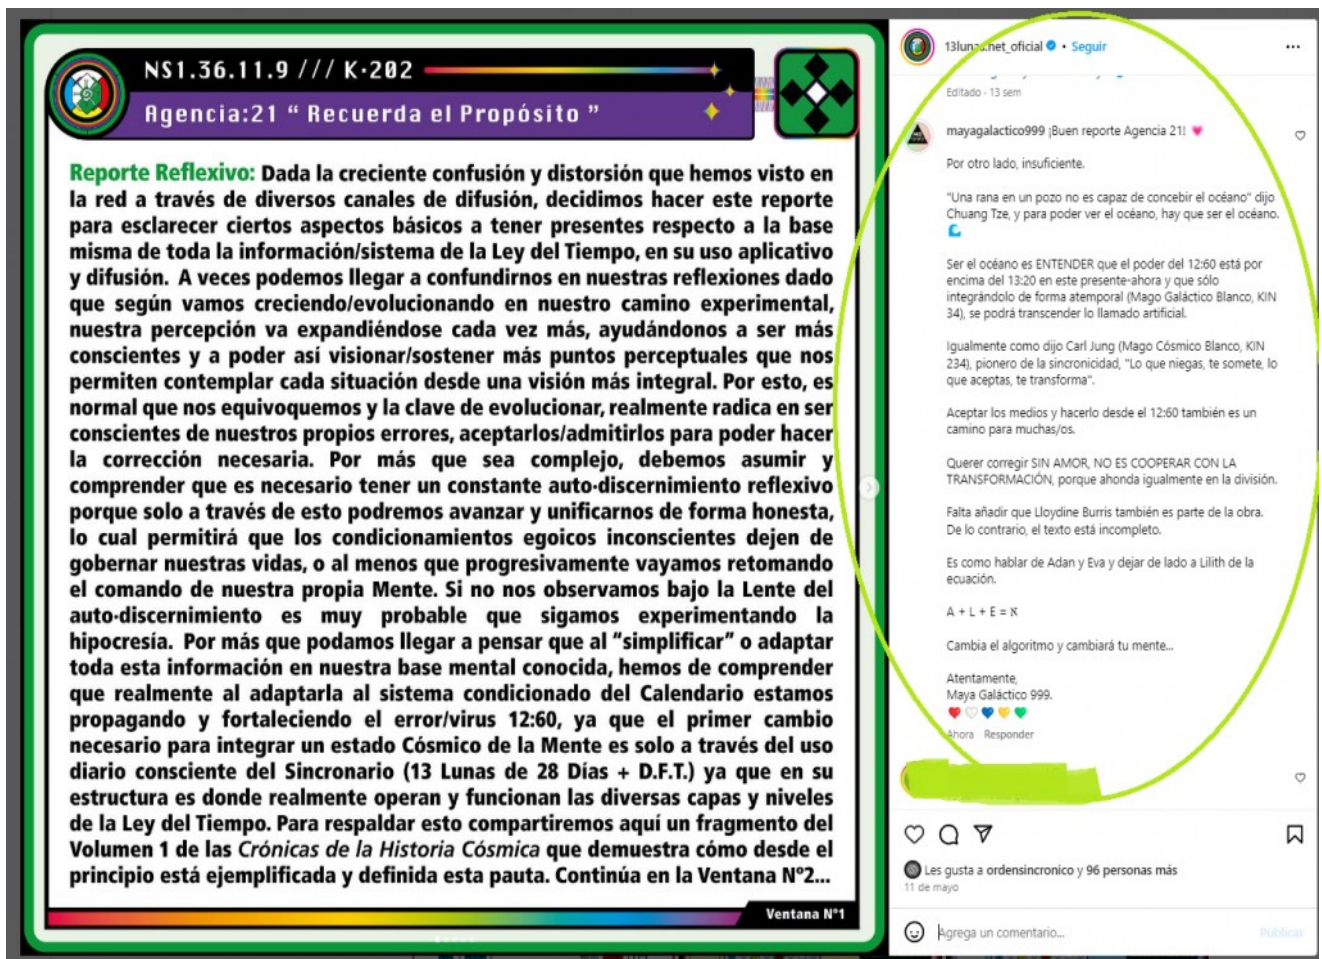 NS1.36.11.9 /// K·202
Agencia:21 “ Recuerda el Propósito ”
Reporte Reflexivo: Dada la creciente confusión y distorsión que hemos visto en
la red a través de diversos canales de difusión, decidimos hacer este reporte
para esclarecer ciertos aspectos básicos a tener presentes respecto a la base
misma de toda la información/sistema de la Ley del Tiempo, en su uso aplicativo
y difusión. A veces podemos llegar a confundirnos en nuestras reflexiones dado
que según vamos creciendo/evolucionando en nuestro camino experimental,
nuestra percepción va expandiéndose cada vez más, ayudándonos a ser más
conscientes y a poder así visionar/sostener más puntos perceptuales que nos
permiten contemplar cada situación desde una visión más integral. Por esto, es
normal que nos equivoquemos y la clave de evolucionar, realmente radica en ser
conscientes de nuestros propios errores, aceptarlos/admitirlos para poder hacer
la corrección necesaria. Por más que sea complejo, debemos asumir y
comprender que es necesario tener un constante auto-discernimiento reflexivo
porque solo a través de esto podremos avanzar y unificarnos de forma honesta,
lo cual permitirá que los condicionamientos egoicos inconscientes dejen de
gobernar nuestras vidas, o al menos que progresivamente vayamos retomando
el comando de nuestra propia Mente. Si no nos observamos bajo la Lente del
auto-discernimiento es muy probable que sigamos experimentando la
hipocresía. Por más que podamos llegar a pensar que al “simplificar” o adaptar
toda esta información en nuestra base mental conocida, hemos de comprender
que realmente al adaptarla al sistema condicionado del Calendario estamos
propagando y fortaleciendo el error/virus 12:60, ya que el primer cambio
necesario para integrar un estado Cósmico de la Mente es solo a través del uso
diario consciente del Sincronario (13 Lunas de 28 Días + D.F.T.) ya que en su
estructura es donde realmente operan y funcionan las diversas capas y niveles
de la Ley del Tiempo. Para respaldar esto compartiremos aquí un fragmento del
Volumen 1 de las Crónicas de la Historia Cósmica que demuestra cómo desde el
principio está ejemplificada y definida esta pauta. Continúa en la Ventana Nº2...
Ventana N°1
13lunas.net_oficial • Seguir
Editado · 13 sem
mayagalactico999 ¡Buen reporte Agencia 21! 💗
Por otro lado, insuficiente.
"Una rana en un pozo no es capaz de concebir el océano" dijo
Chuang Tze, y para poder ver el océano, hay que ser el océano.
🌊
Ser el océano es ENTENDER que el poder del 12:60 está por
encima del 13:20 en este presente-ahora y que sólo
integrándolo de forma atemporal (Mago Galáctico Blanco, KIN
34), se podrá transcender lo llamado artificial.
Igualmente como dijo Carl Jung (Mago Cósmico Blanco, KIN
234), pionero de la sincronicidad, "Lo que niegas, te somete, lo
que aceptas, te transforma".
Aceptar los medios y hacerlo desde el 12:60 también es un
camino para muchas/os.
Querer corregir SIN AMOR, NO ES COOPERAR CON LA
TRANSFORMACIÓN, porque ahonda igualmente en la división.
Falta añadir que Lloydine Burris también es parte de la obra.
De lo contrario, el texto está incompleto.
Es como hablar de Adan y Eva y dejar de lado a Lilith de la
ecuación.
A + L + E = ℵ
Cambia el algoritmo y cambiará tu mente...
Atentamente,
Maya Galáctico 999.
❤️🤍💙💛💚
Ahora Responder
Les gusta a ordensincronico y 96 personas más
11 de mayo
Agrega un comentario...
Publicar